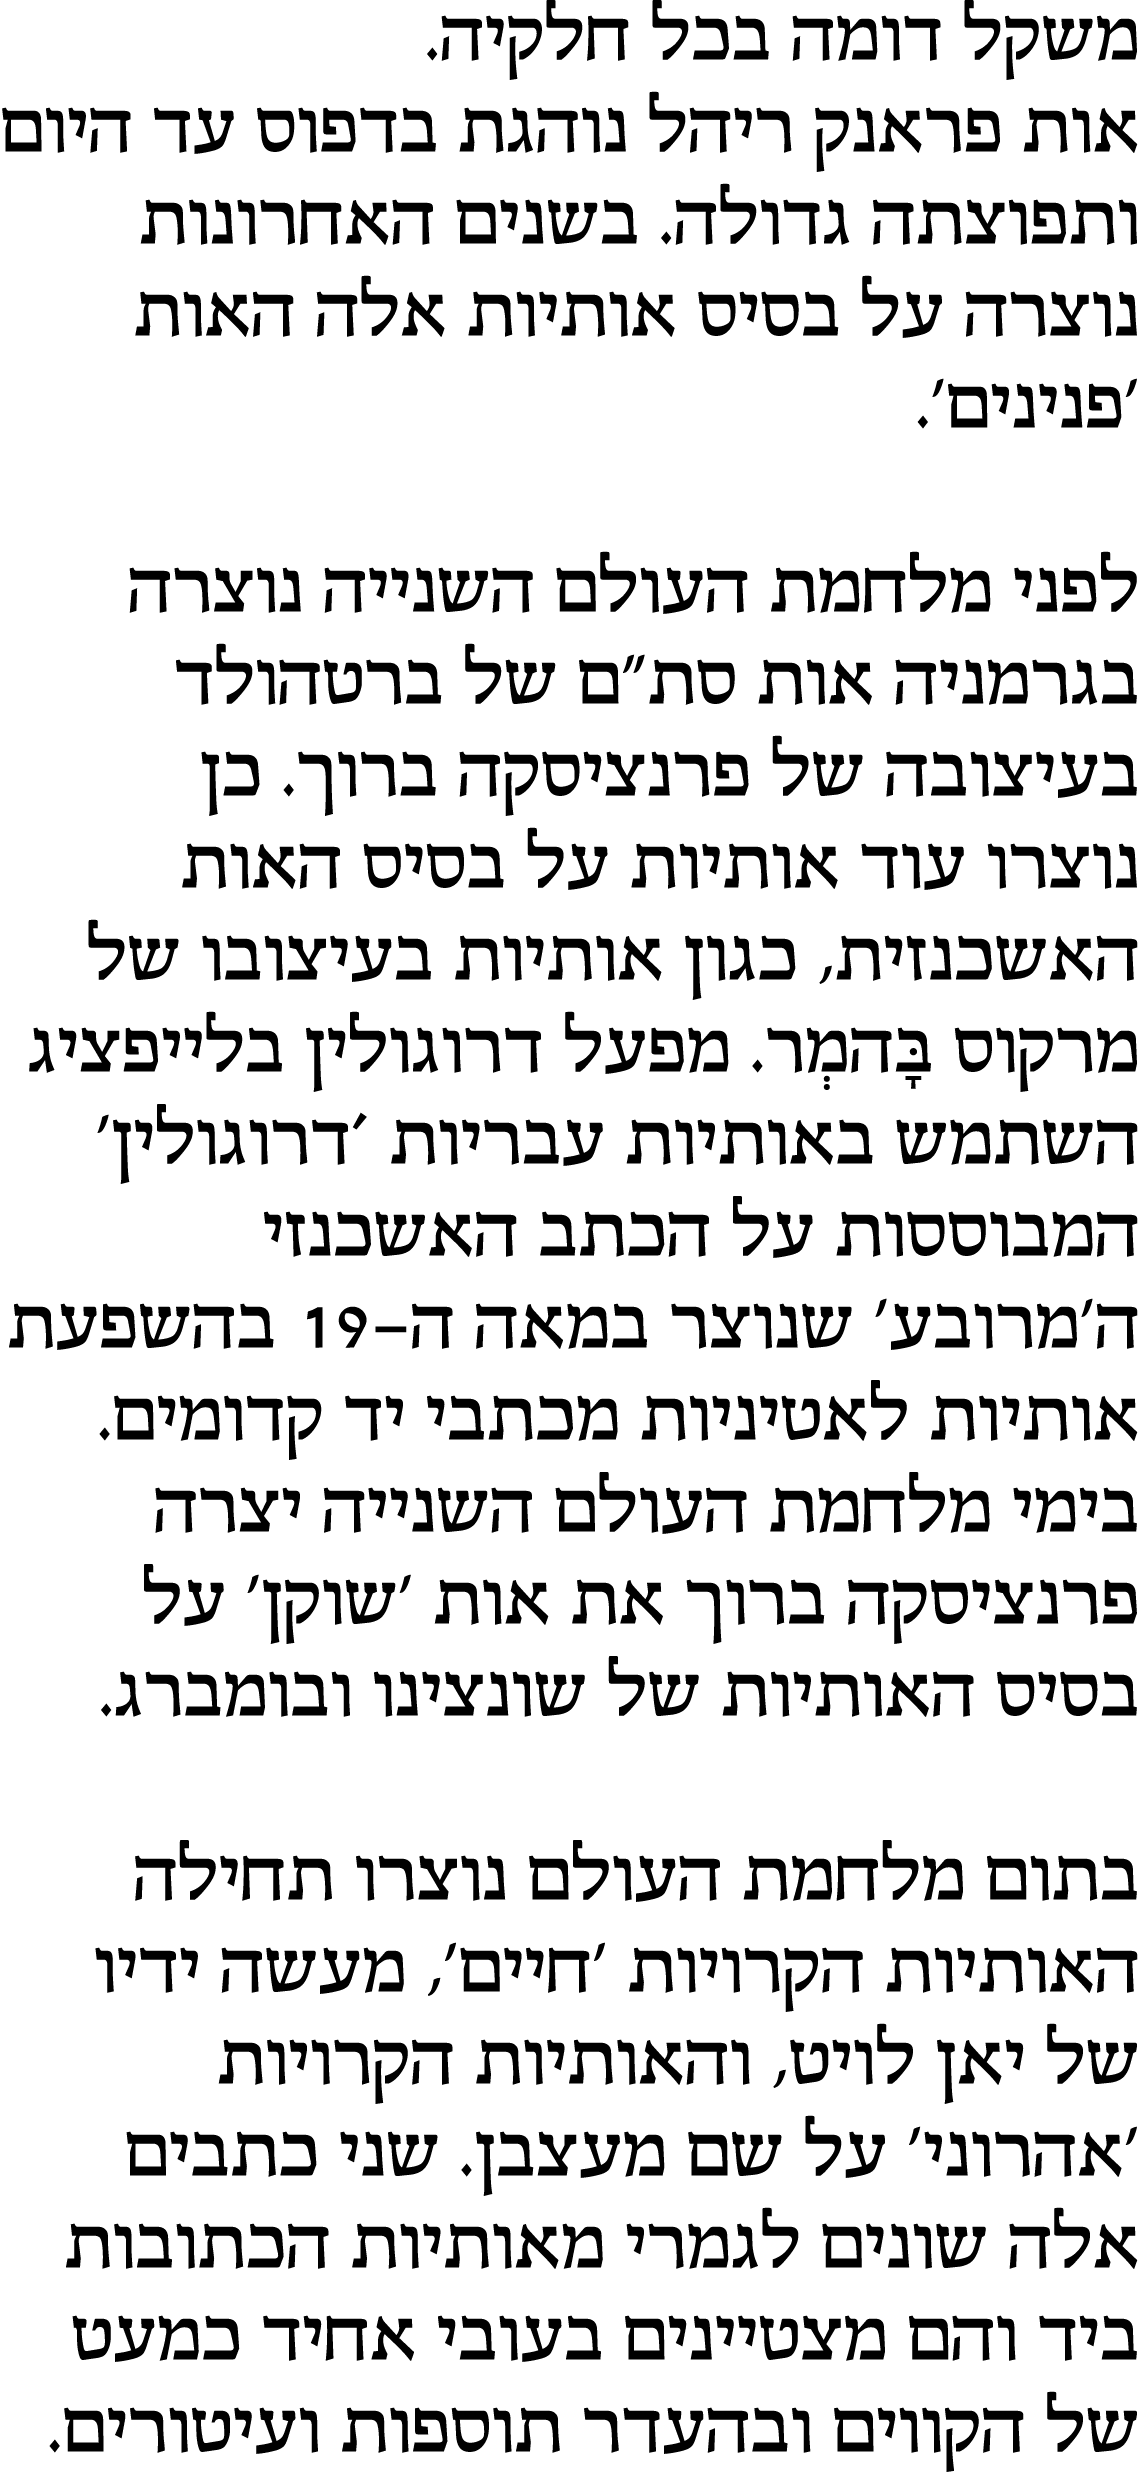 משקל דומה בכל חלקיה.
אות פראנק ריהל נוהגת בדפוס עד היום
ותפוצתה גדולה. בשנים האחרונות
נוצרה על בסיס אותיות אלה האות
׳פנינים׳.
לפני מלחמת העולם השנייה נוצרה
בגרמניה אות סת״ם של ברטהולד
בעיצובה של פרנציסקה ברוך. כן
נוצרו עוד אותיות על בסיס האות
האשכנזית, כגון אותיות בעיצובו של
מרקוס בָּהמְר. מפעל דרוגולין בלייפציג
השתמש באותיות עבריות ׳דרוגולין׳
המבוססות על הכתב האשכנזי
ה׳מרובע׳ שנוצר במאה ה–19 בהשפעת
אותיות לאטיניות מכתבי יד קדומים.
בימי מלחמת העולם השנייה יצרה
פרנציסקה ברוך את אות ׳שוקן׳ על
בסיס האותיות של שונצינו ובומברג.
בתום מלחמת העולם נוצרו תחילה
האותיות הקרויות ׳חיים׳, מעשה ידיו
של יאן לויט, והאותיות הקרויות
׳אהרוני׳ על שם מעצבן. שני כתבים
אלה שונים לגמרי מאותיות הכתובות
ביד והם מצטיינים בעובי אחיד כמעט
של הקווים ובהעדר תוספות ועיטורים.